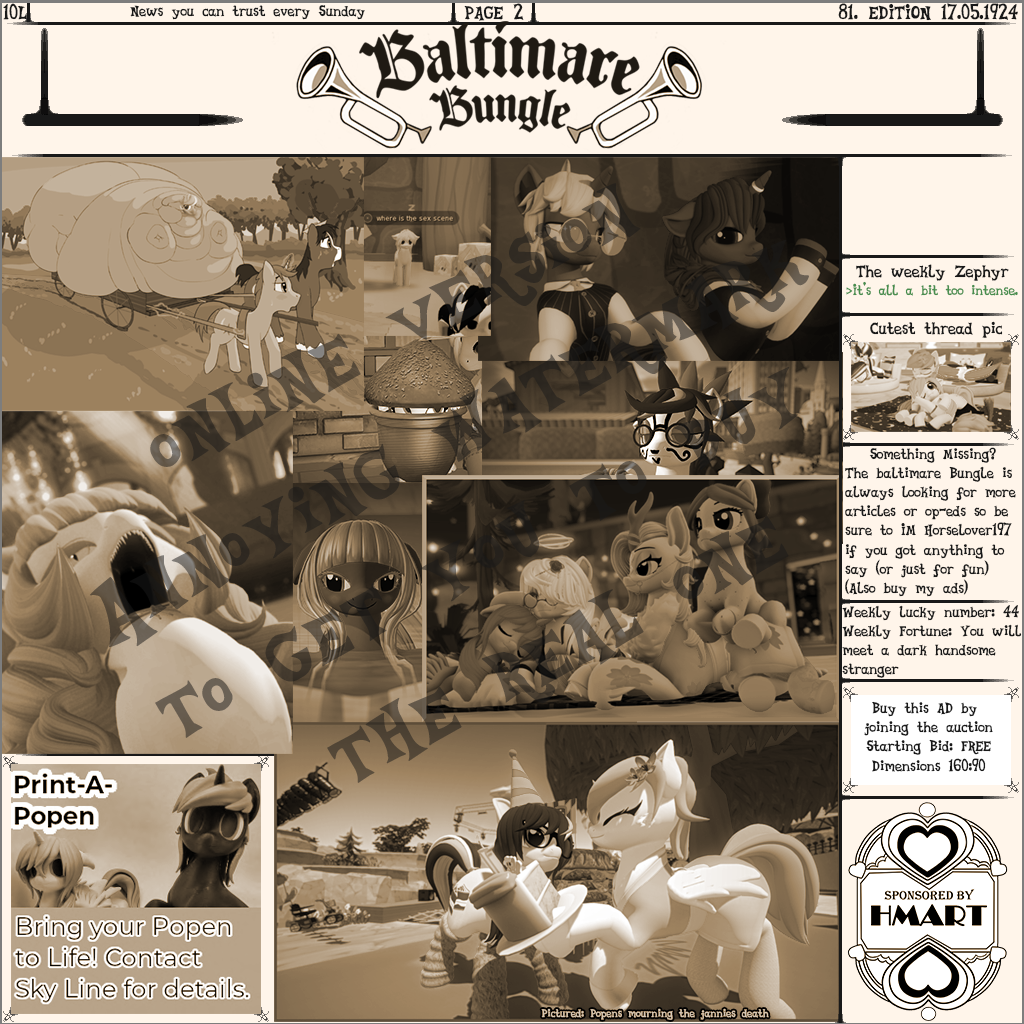 10L
News you can trust every Sunday
PAGE 2
81. EDITION 17.05.1924
Baltimare
Bungle
where is the sex scene
ONLINE VERSION
ANNOYING WATERMARK
TO GET YOU TO BUY
THE REAL ONE
The weekly Zephyr
>It's all a bit too intense.
Cutest thread pic
Something Missing?
The baltimare Bungle is
always looking for more
articles or op-eds so be
sure to IM HorseLover197
if you got anything to
say (or just for fun)
(Also buy my ads)
Weekly Lucky number: 44
Weekly Fortune: You will
meet a dark handsome
stranger
Buy this AD by
joining the auction
Starting Bid: FREE
Dimensions 160:90
Print-A-
Popen
Bring your Popen
to Life! Contact
Sky Line for details.
SPONSORED BY
HMART
Pictured: Popens mourning the jannies death